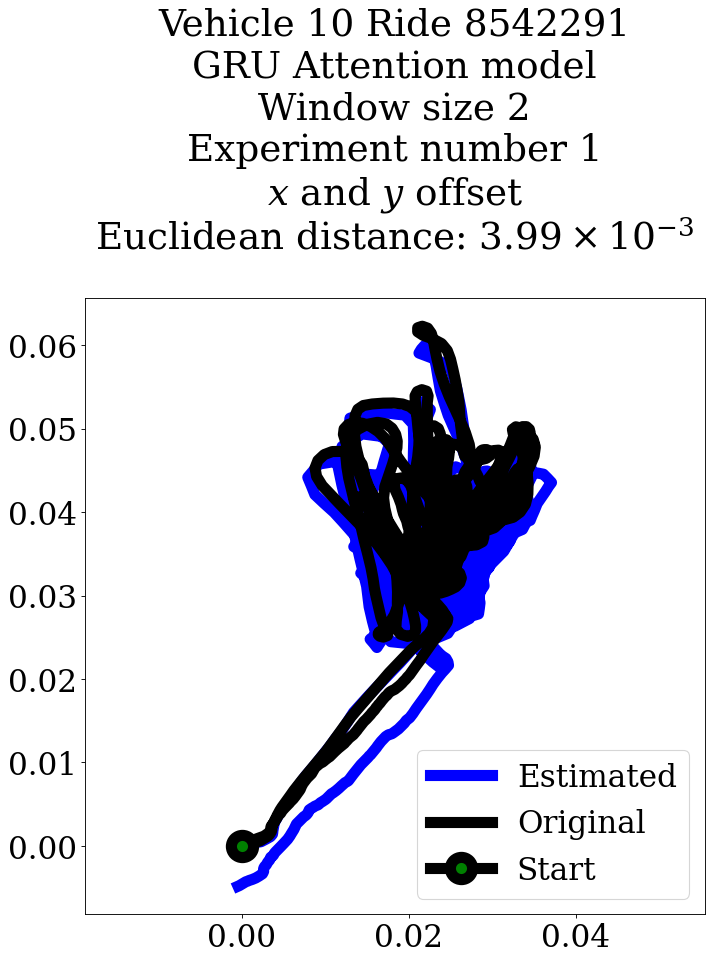 Vehicle 10 Ride 8542291
GRU Attention model
Window size 2
Experiment number 1
x and y offset
Euclidean distance: 3.99 × 10⁻³
0.06
0.05
0.04
0.03
0.02
0.01
0.00
Estimated
Original
Start
0.00 0.02 0.04